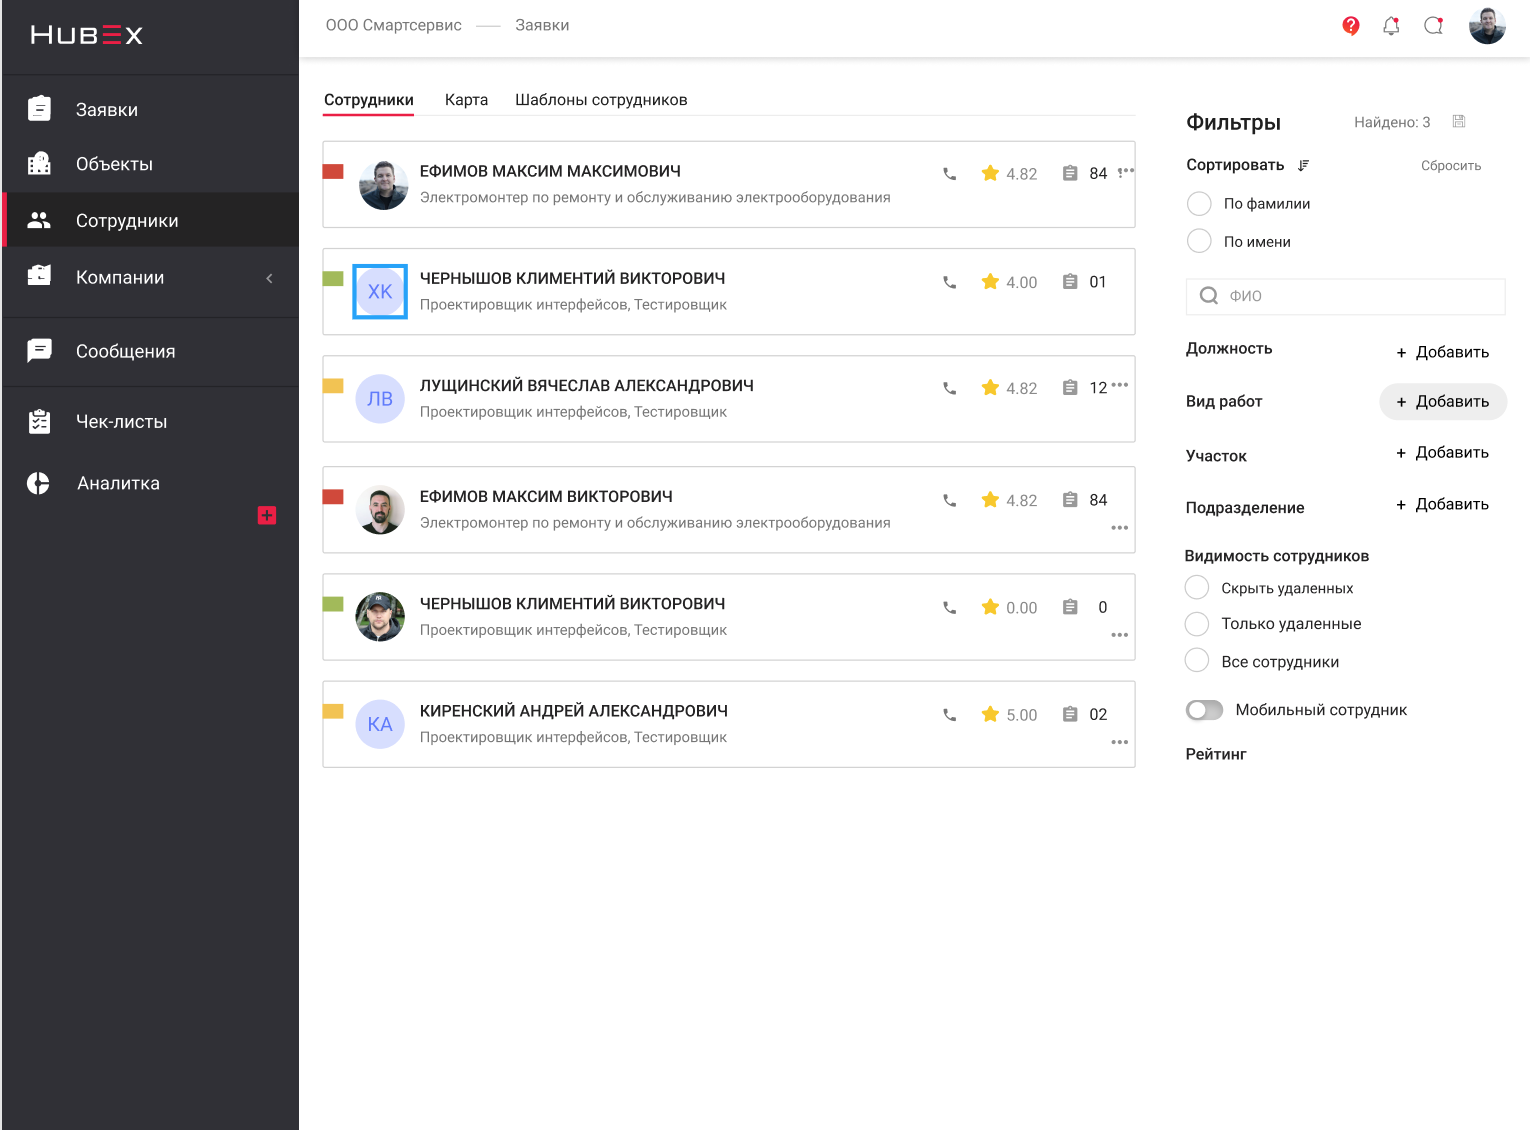 HUBEX
ООО Смартсервис — Заявки
Заявки
Объекты
Сотрудники
Компании
Сообщения
Чек-листы
Аналитка
Сотрудники Карта Шаблоны сотрудников
ЕФИМОВ МАКСИМ МАКСИМОВИЧ 4.82 84
Электромонтер по ремонту и обслуживанию электрооборудования
ХК ЧЕРНЫШОВ КЛИМЕНТИЙ ВИКТОРОВИЧ 4.00 01
Проектировщик интерфейсов, Тестировщик
ЛВ ЛУЩИНСКИЙ ВЯЧЕСЛАВ АЛЕКСАНДРОВИЧ 4.82 12
Проектировщик интерфейсов, Тестировщик
ЕФИМОВ МАКСИМ ВИКТОРОВИЧ 4.82 84
Электромонтер по ремонту и обслуживанию электрооборудования
ЧЕРНЫШОВ КЛИМЕНТИЙ ВИКТОРОВИЧ 0.00 0
Проектировщик интерфейсов, Тестировщик
КА КИРЕНСКИЙ АНДРЕЙ АЛЕКСАНДРОВИЧ 5.00 02
Проектировщик интерфейсов, Тестировщик
Фильтры Найдено: 3
Сортировать Сбросить
По фамилии
По имени
ФИО
Должность + Добавить
Вид работ + Добавить
Участок + Добавить
Подразделение + Добавить
Видимость сотрудников
Скрыть удаленных
Только удаленные
Все сотрудники
Мобильный сотрудник
Рейтинг